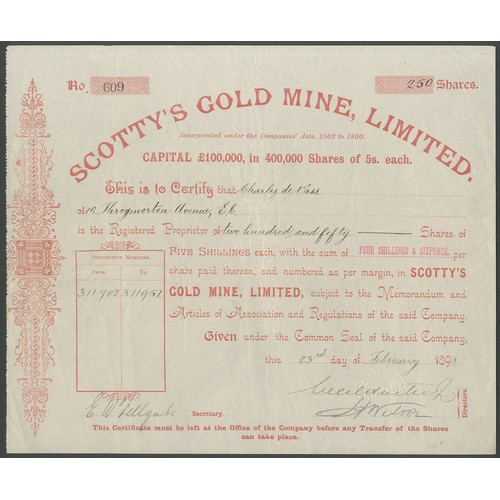 No. 609
250 Shares.
SCOTTY'S GOLD MINE, LIMITED.
Incorporated under the Companies' Acts, 1862 to 1890.
CAPITAL £100,000, in 400,000 Shares of 5s. each.
This is to Certify that Charles de Vass
of 10 Throgmorton Avenue, E.C.
is the Registered Proprietor of two hundred and fifty Shares of
FIVE SHILLINGS each, with the sum of FOUR SHILLINGS & SIXPENCE, per
share paid thereon, and numbered as per margin, in SCOTTY'S
GOLD MINE, LIMITED, subject to the Memorandum and
Articles of Association and Regulations of the said Company.
Given under the Common Seal of the said Company,
this 23rd day of February 189
DISTINCTIVE NUMBERS.
FROM TO
311702 311951
Directors.
E. W. Fellgate Secretary.
This Certificate must be left at the Office of the Company before any Transfer of the Shares
can take place.